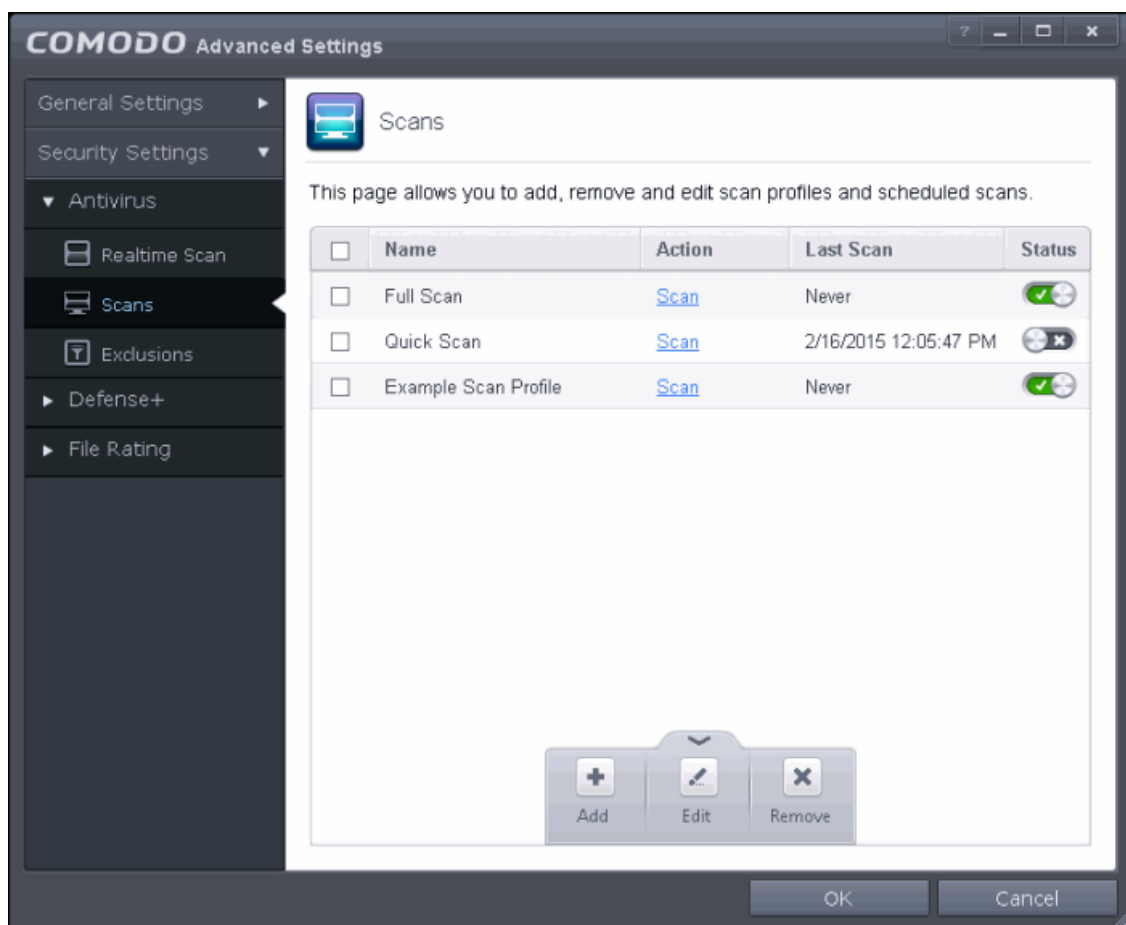 COMODO Advanced Settings
?
General Settings
Security Settings
Antivirus
Realtime Scan
Scans
Exclusions
Defense+
File Rating
Scans
This page allows you to add, remove and edit scan profiles and scheduled scans.
Name Action Last Scan Status
Full Scan Scan Never
Quick Scan Scan 2/16/2015 12:05:47 PM
Example Scan Profile Scan Never
Add Edit Remove
OK Cancel